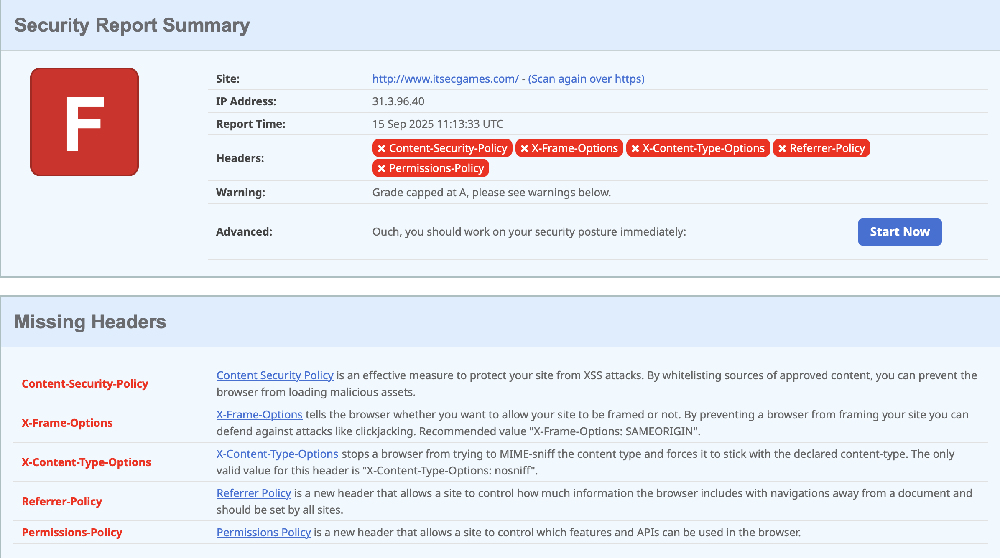 Security Report Summary
F
Site: http://www.itsecgames.com/ - (Scan again over https)
IP Address: 31.3.96.40
Report Time: 15 Sep 2025 11:13:33 UTC
Headers: ✖ Content-Security-Policy ✖ X-Frame-Options ✖ X-Content-Type-Options ✖ Referrer-Policy
✖ Permissions-Policy
Warning: Grade capped at A, please see warnings below.
Advanced: Ouch, you should work on your security posture immediately: Start Now
Missing Headers
Content-Security-Policy Content Security Policy is an effective measure to protect your site from XSS attacks. By whitelisting sources of approved content, you can prevent the
browser from loading malicious assets.
X-Frame-Options X-Frame-Options tells the browser whether you want to allow your site to be framed or not. By preventing a browser from framing your site you can
defend against attacks like clickjacking. Recommended value "X-Frame-Options: SAMEORIGIN".
X-Content-Type-Options X-Content-Type-Options stops a browser from trying to MIME-sniff the content type and forces it to stick with the declared content-type. The only
valid value for this header is "X-Content-Type-Options: nosniff".
Referrer-Policy Referrer Policy is a new header that allows a site to control how much information the browser includes with navigations away from a document and
should be set by all sites.
Permissions-Policy Permissions Policy is a new header that allows a site to control which features and APIs can be used in the browser.